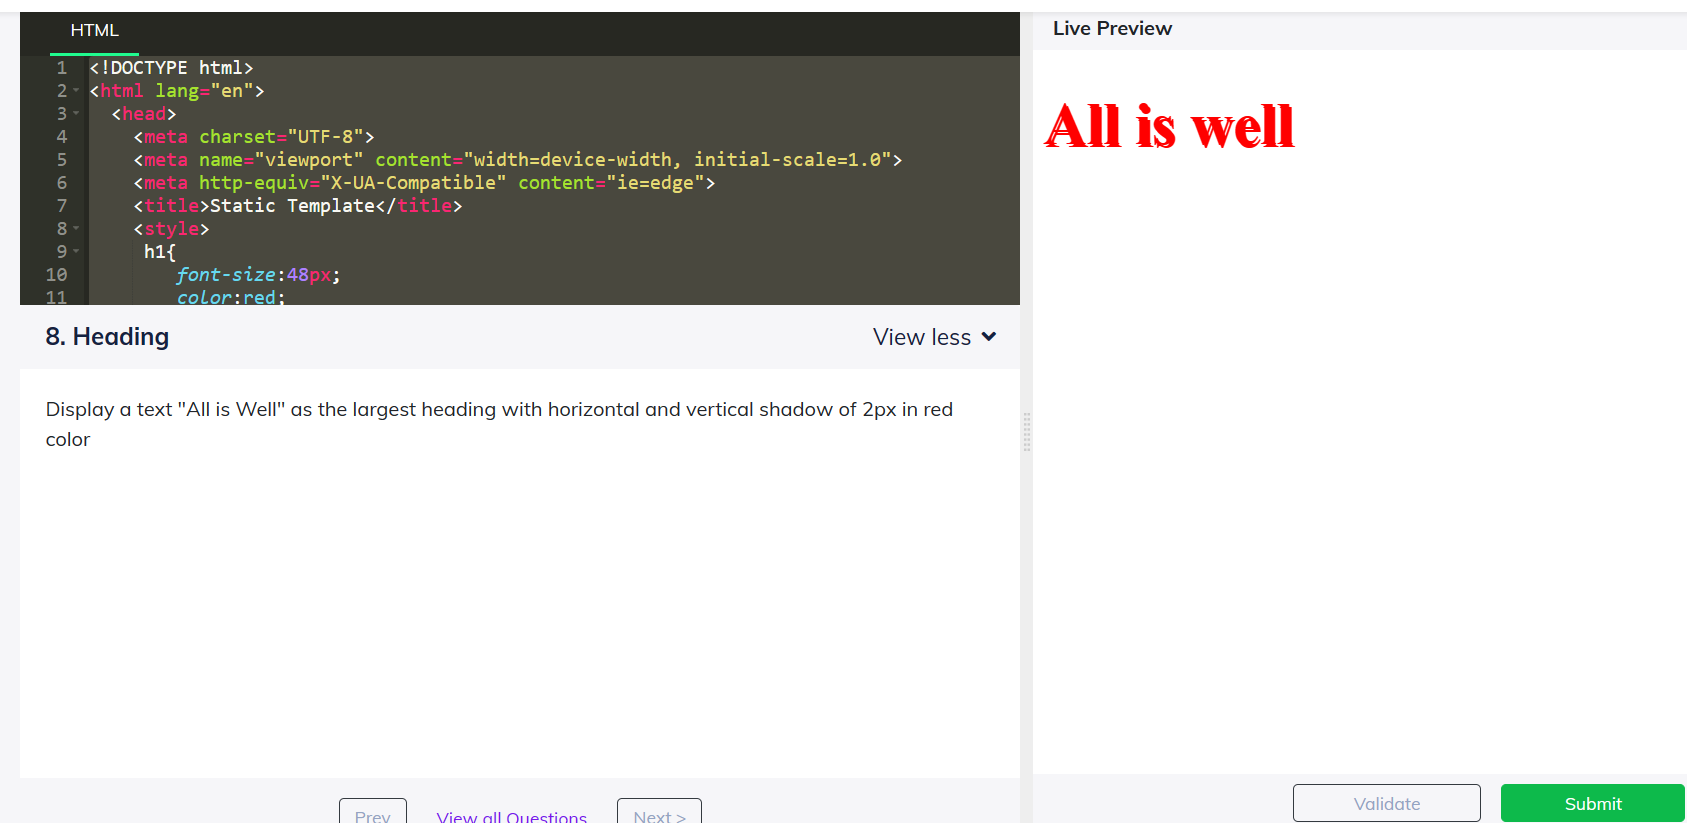 HTML
1 <!DOCTYPE html>
2 <html lang="en">
3 <head>
4 <meta charset="UTF-8">
5 <meta name="viewport" content="width=device-width, initial-scale=1.0">
6 <meta http-equiv="X-UA-Compatible" content="ie=edge">
7 <title>Static Template</title>
8 <style>
9 h1{
10 font-size:48px;
11 color:red;
8. Heading
View less
Display a text "All is Well" as the largest heading with horizontal and vertical shadow of 2px in red
color
Prev
View all Questions
Next >
Live Preview
All is well
Validate
Submit